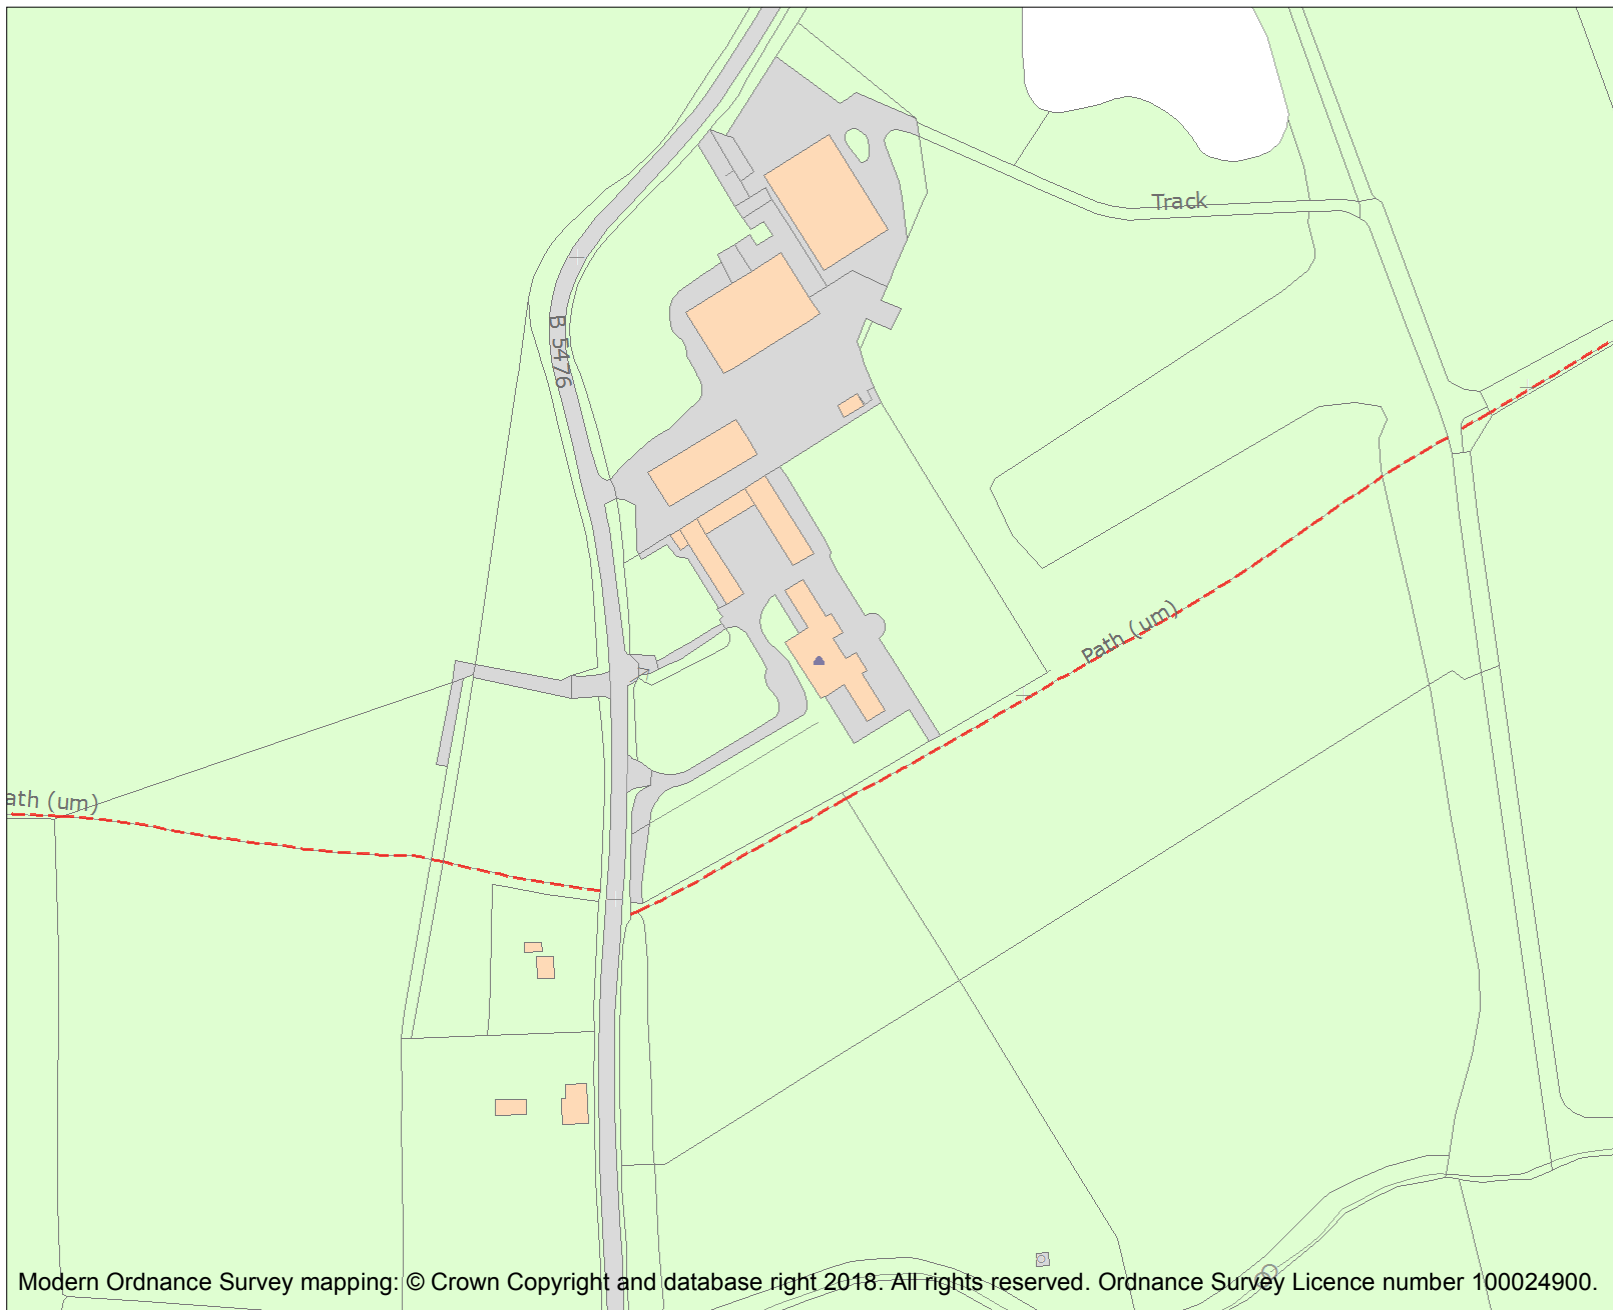 Track
B 5476
Path (um)
ath (um)
Modern Ordnance Survey mapping: © Crown Copyright and database right 2018. All rights reserved. Ordnance Survey Licence number 100024900.